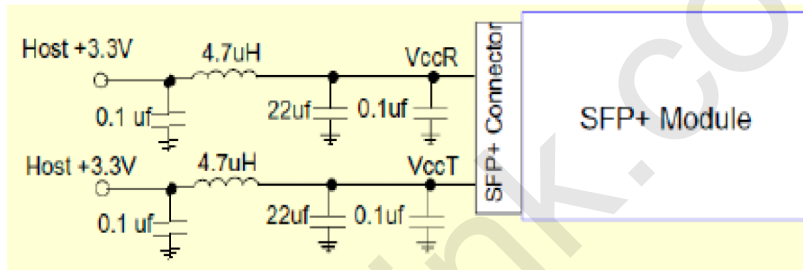 Host +3.3V
4.7uH
VccR
0.1 uf
22uf
0.1uf
SFP+ Connector
SFP+ Module
Host +3.3V
4.7uH
VccT
0.1 uf
22uf
0.1uf